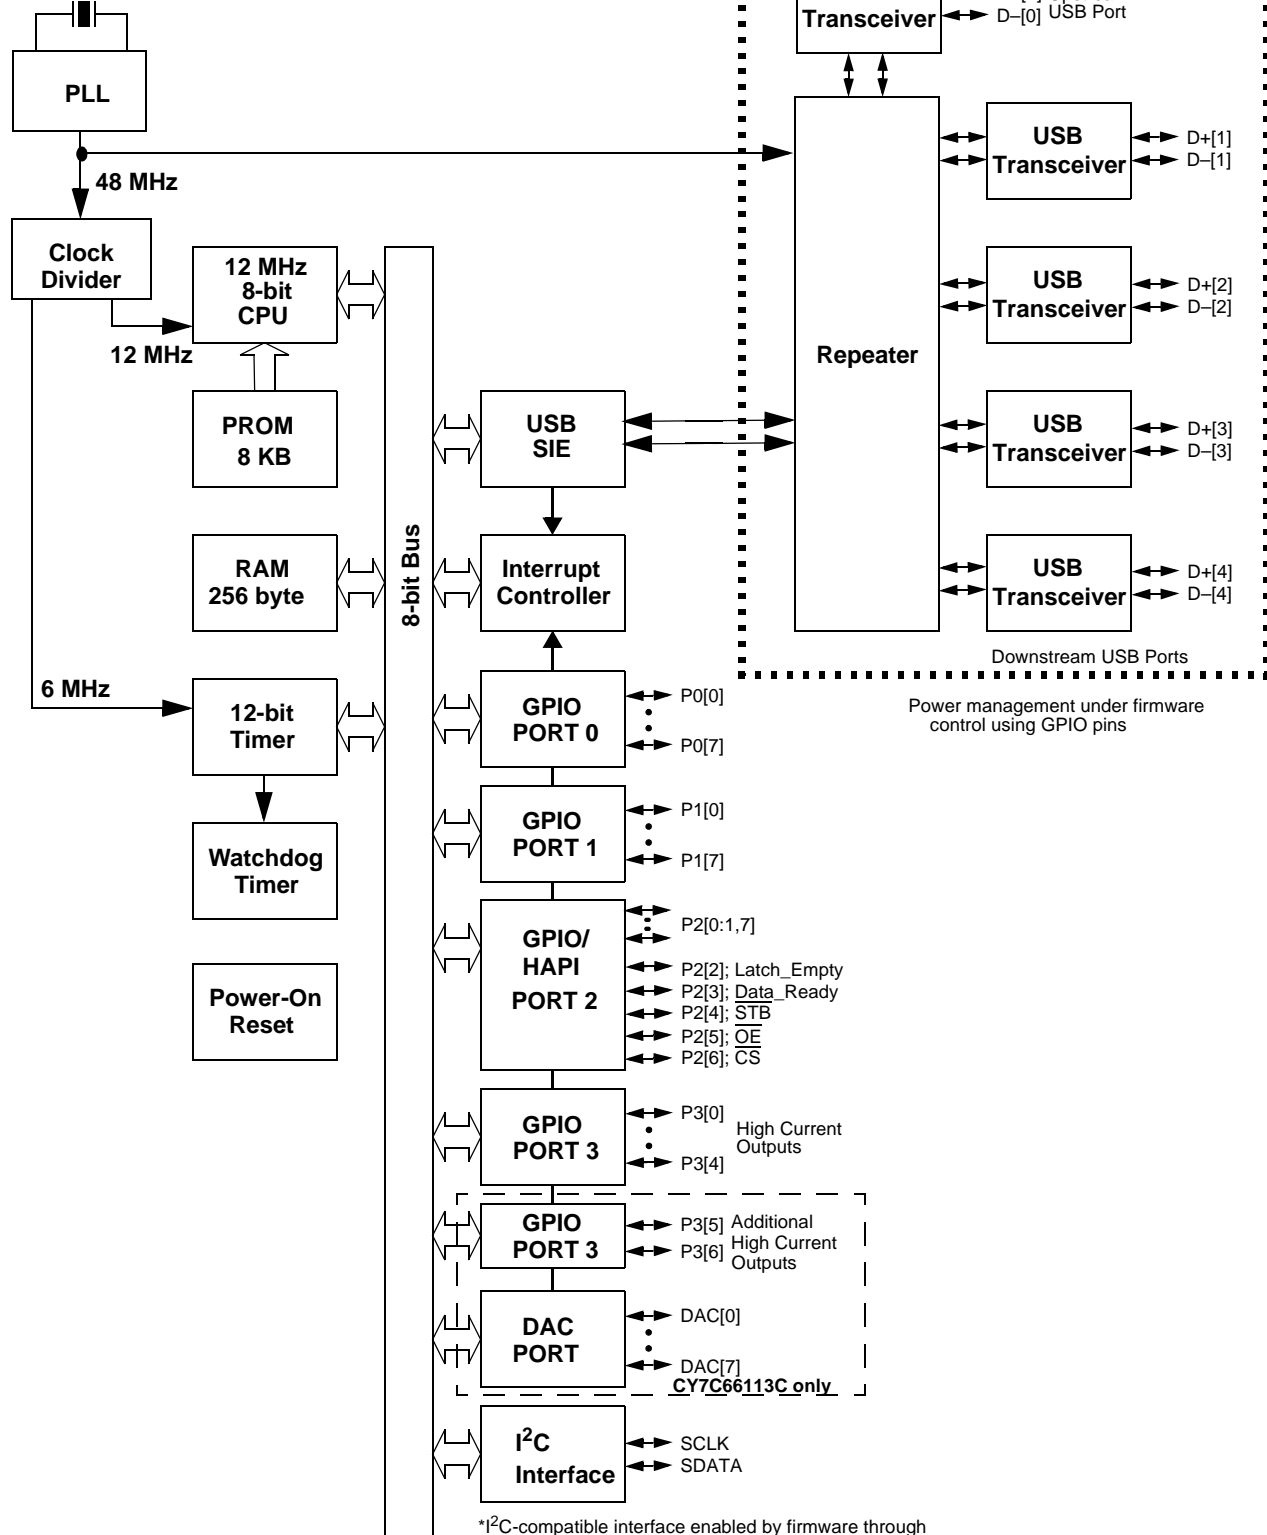 Transceiver
D–[0] USB Port
PLL
48 MHz
USB
Transceiver
D+[1]
D–[1]
Clock
Divider
12 MHz
8-bit
CPU
12 MHz
USB
Transceiver
D+[2]
D–[2]
Repeater
PROM
8 KB
USB
SIE
USB
Transceiver
D+[3]
D–[3]
8-bit Bus
RAM
256 byte
Interrupt
Controller
USB
Transceiver
D+[4]
D–[4]
Downstream USB Ports
6 MHz
12-bit
Timer
GPIO
PORT 0
P0[0]
P0[7]
Power management under firmware
control using GPIO pins
Watchdog
Timer
GPIO
PORT 1
P1[0]
P1[7]
Power-On
Reset
GPIO/
HAPI
PORT 2
P2[0:1,7]
P2[2]; Latch_Empty
P2[3]; Data_Ready
P2[4]; STB
P2[5]; OE
P2[6]; CS
GPIO
PORT 3
P3[0]
P3[4]
High Current
Outputs
GPIO
PORT 3
P3[5] Additional
P3[6] High Current
Outputs
DAC
PORT
DAC[0]
DAC[7]
CY7C66113C only
I²C
Interface
SCLK
SDATA
*I²C-compatible interface enabled by firmware through